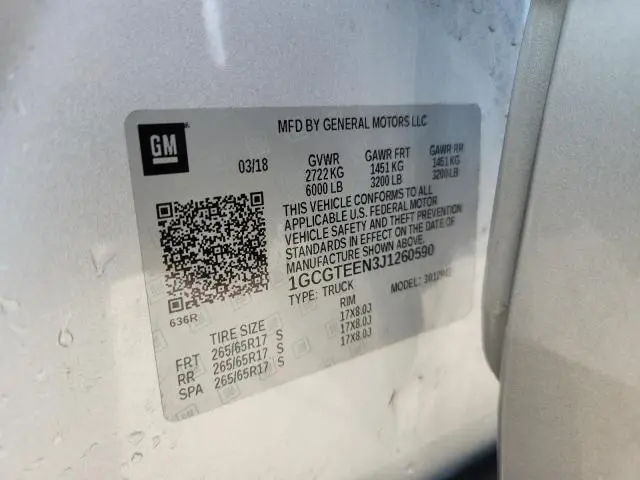 GM
MFD BY GENERAL MOTORS LLC
03/18
GVWR GAWR FRT GAWR RR
2722 KG 1451 KG 1451 KG
6000 LB 3200 LB 3200 LB
THIS VEHICLE CONFORMS TO ALL
APPLICABLE U.S. FEDERAL MOTOR
VEHICLE SAFETY AND THEFT PREVENTION
STANDARDS IN EFFECT ON THE DATE OF
MANUFACTURE SHOWN ABOVE.
1GCGTEEN3J1260590
TYPE: TRUCK MODEL:
636R
TIRE SIZE RIM
FRT 265/65R17 S 17X8.0J
RR 265/65R17 S 17X8.0J
SPA 265/65R17 S 17X8.0J